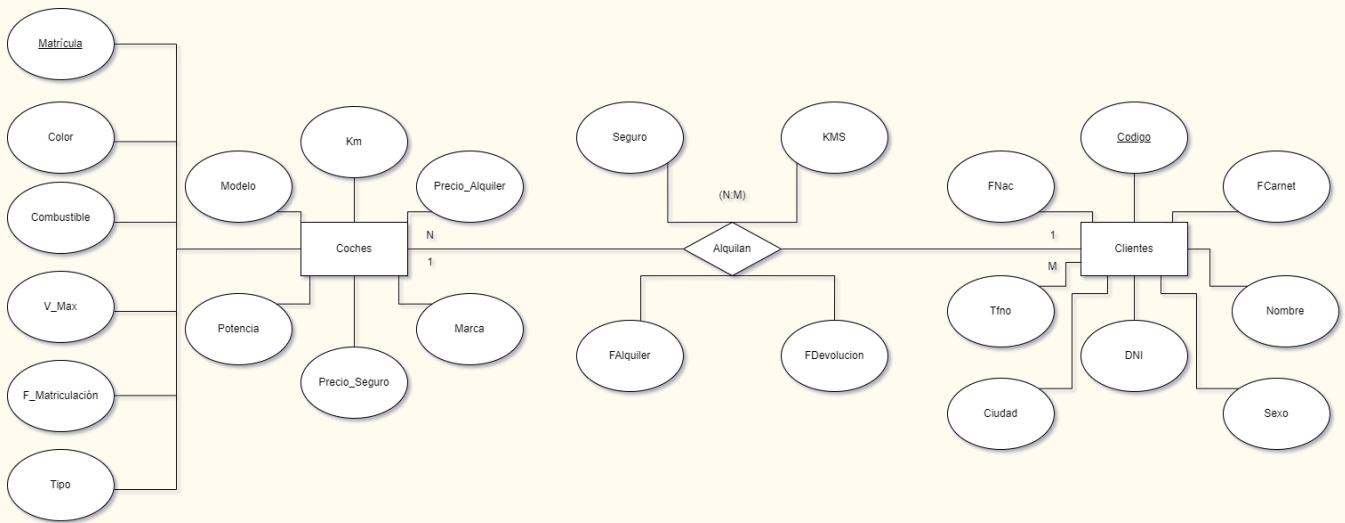 Matrícula
Color
Combustible
V_Max
F_Matriculación
Tipo
Km
Modelo
Precio_Alquiler
Coches
N
1
Potencia
Marca
Precio_Seguro
Seguro
KMS
(N:M)
Alquilan
FAlquiler
FDevolucion
Codigo
FNac
FCarnet
1
Clientes
M
Tfno
Nombre
DNI
Ciudad
Sexo